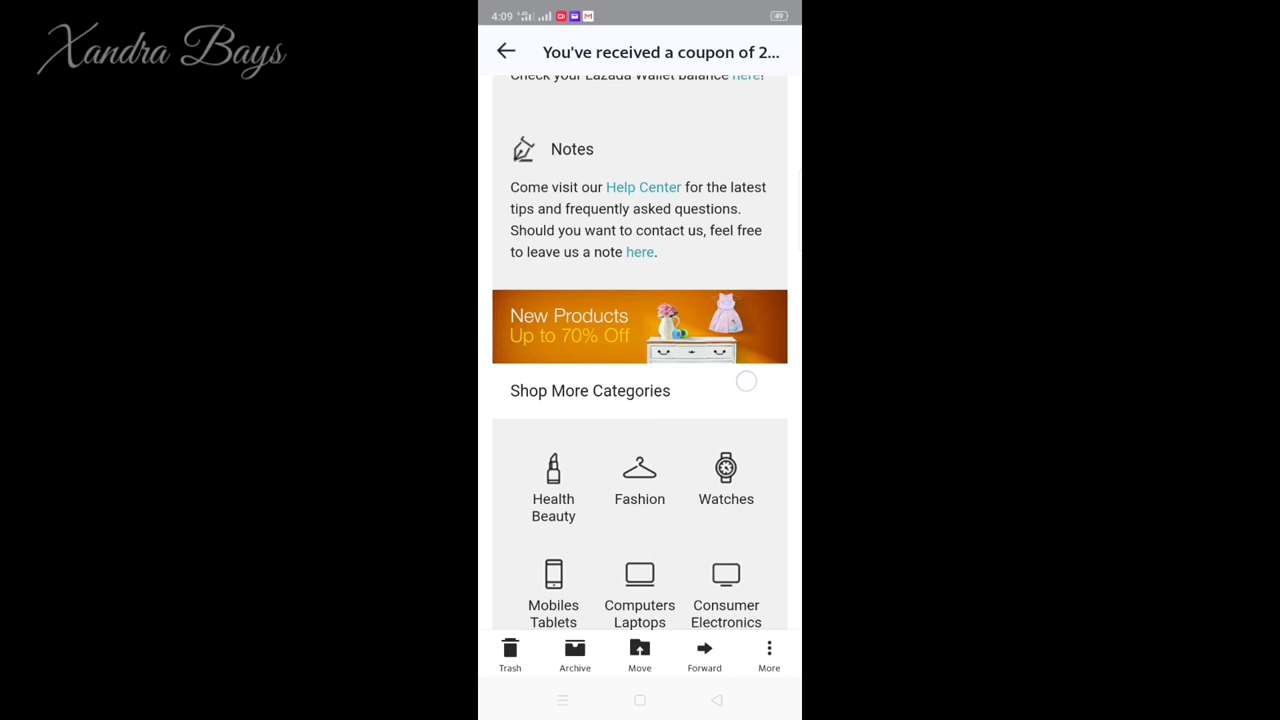 Xandra Bays
4:09
49
You've received a coupon of 2...
Check your Lazada Wallet balance here!
Notes
Come visit our Help Center for the latest
tips and frequently asked questions.
Should you want to contact us, feel free
to leave us a note here.
New Products
Up to 70% Off
Shop More Categories
Health
Beauty
Fashion
Watches
Mobiles
Tablets
Computers
Laptops
Consumer
Electronics
Trash
Archive
Move
Forward
More